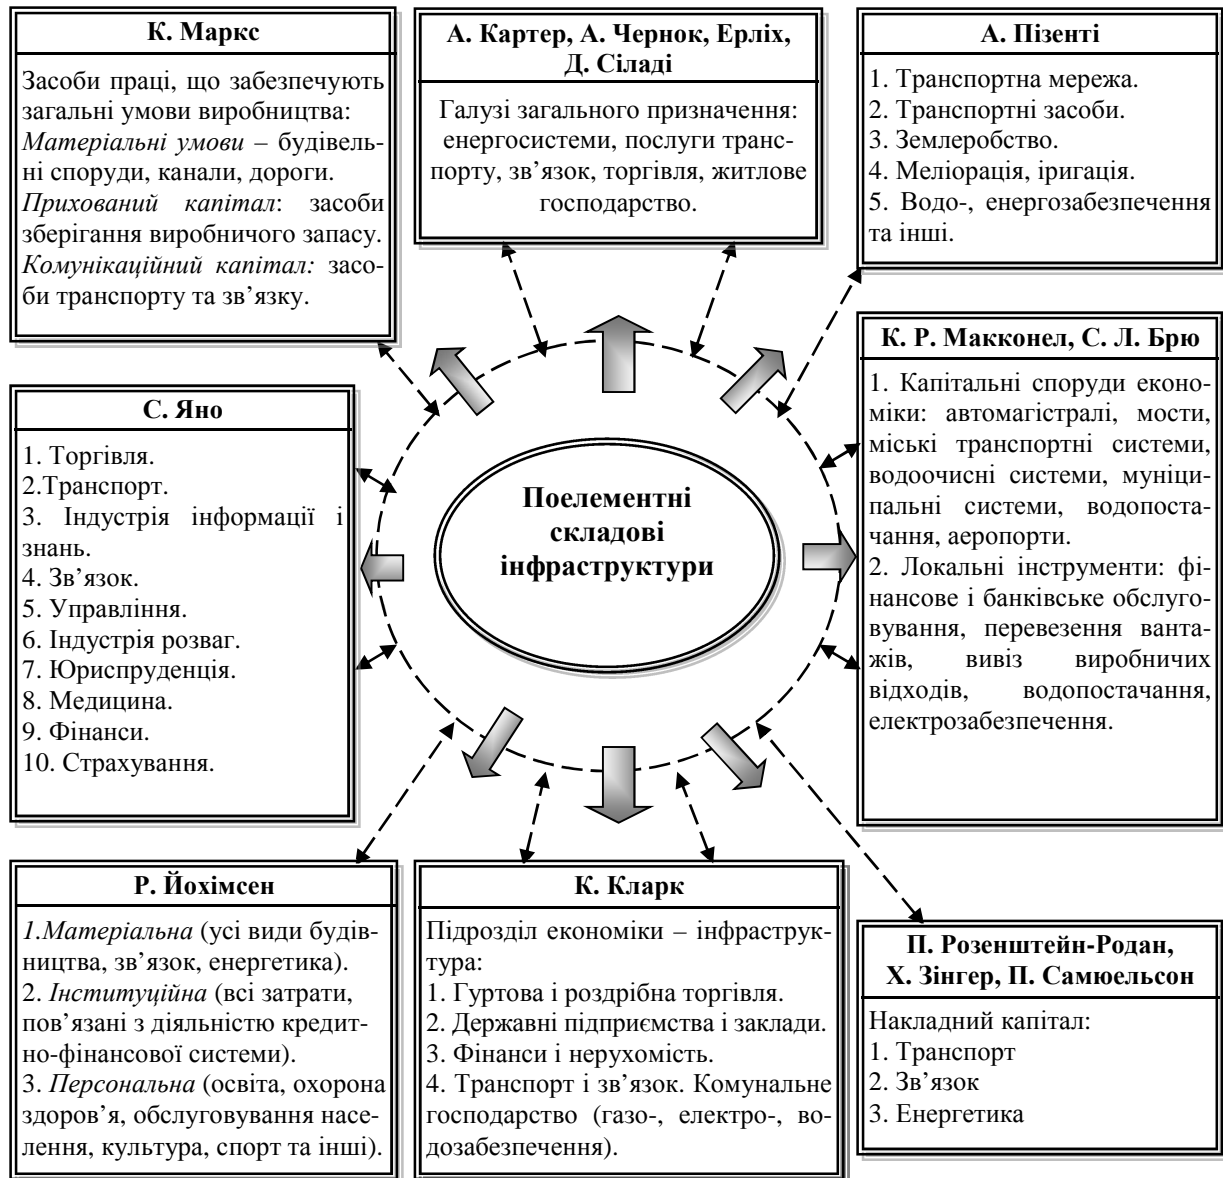 К. Маркс
Засоби праці, що забезпечують
загальні умови виробництва:
Матеріальні умови – будівель-
ні споруди, канали, дороги.
Прихований капітал: засоби
зберігання виробничого запасу.
Комунікаційний капітал: засо-
би транспорту та зв’язку.
А. Картер, А. Чернок, Ерліх,
Д. Сіладі
Галузі загального призначення:
енергосистеми, послуги транс-
порту, зв’язок, торгівля, житлове
господарство.
А. Пізенті
1. Транспортна мережа.
2. Транспортні засоби.
3. Землеробство.
4. Меліорація, іригація.
5. Водо-, енергозабезпечення
та інші.
С. Яно
1. Торгівля.
2.Транспорт.
3. Індустрія інформації і
знань.
4. Зв’язок.
5. Управління.
6. Індустрія розваг.
7. Юриспруденція.
8. Медицина.
9. Фінанси.
10. Страхування.
Поелементні
складові
інфраструктури
К. Р. Макконел, С. Л. Брю
1. Капітальні споруди еконо-
міки: автомагістралі, мости,
міські транспортні системи,
водоочисні системи, муніци-
пальні системи, водопоста-
чання, аеропорти.
2. Локальні інструменти: фі-
нансове і банківське обслуго-
вування, перевезення ванта-
жів, вивіз виробничих
відходів, водопостачання,
електрозабезпечення.
Р. Йохімсен
1.Матеріальна (усі види будів-
ництва, зв’язок, енергетика).
2. Інституційна (всі затрати,
пов’язані з діяльністю кредит-
но-фінансової системи).
3. Персональна (освіта, охорона
здоров’я, обслуговування насе-
лення, культура, спорт та інші).
К. Кларк
Підрозділ економіки – інфраструк-
тура:
1. Гуртова і роздрібна торгівля.
2. Державні підприємства і заклади.
3. Фінанси і нерухомість.
4. Транспорт і зв’язок. Комунальне
господарство (газо-, електро-, во-
дозабезпечення).
П. Розенштейн-Родан,
Х. Зінгер, П. Самюельсон
Накладний капітал:
1. Транспорт
2. Зв’язок
3. Енергетика